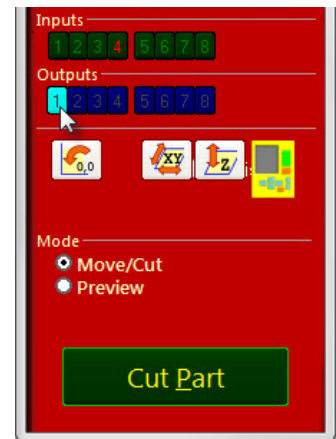 Inputs
1 2 3 4 5 6 7 8
Outputs
1 2 3 4 5 6 7 8
0,0 XY Z
Mode
Move/Cut
Preview
Cut Part